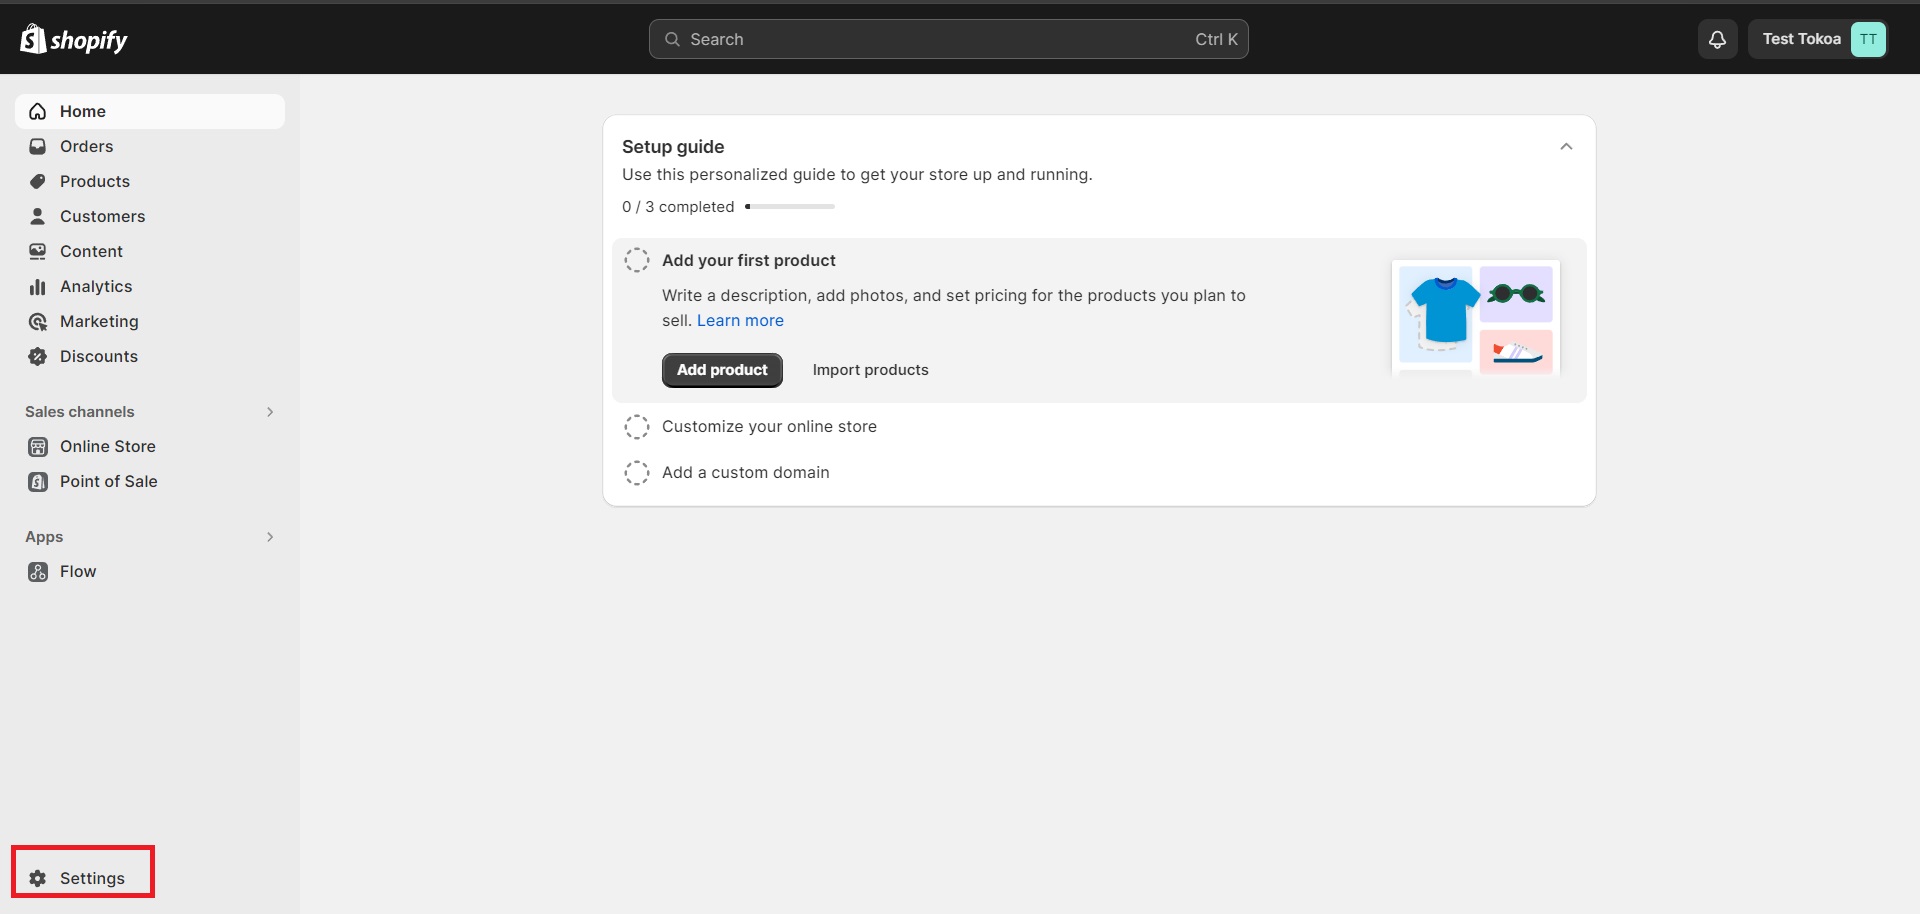 shopify
Search
Ctrl K
Test Tokoa
TT
Home
Orders
Products
Customers
Content
Analytics
Marketing
Discounts
Sales channels
Online Store
Point of Sale
Apps
Flow
Settings
Setup guide
Use this personalized guide to get your store up and running.
0 / 3 completed
Add your first product
Write a description, add photos, and set pricing for the products you plan to
sell. Learn more
Add product
Import products
Customize your online store
Add a custom domain